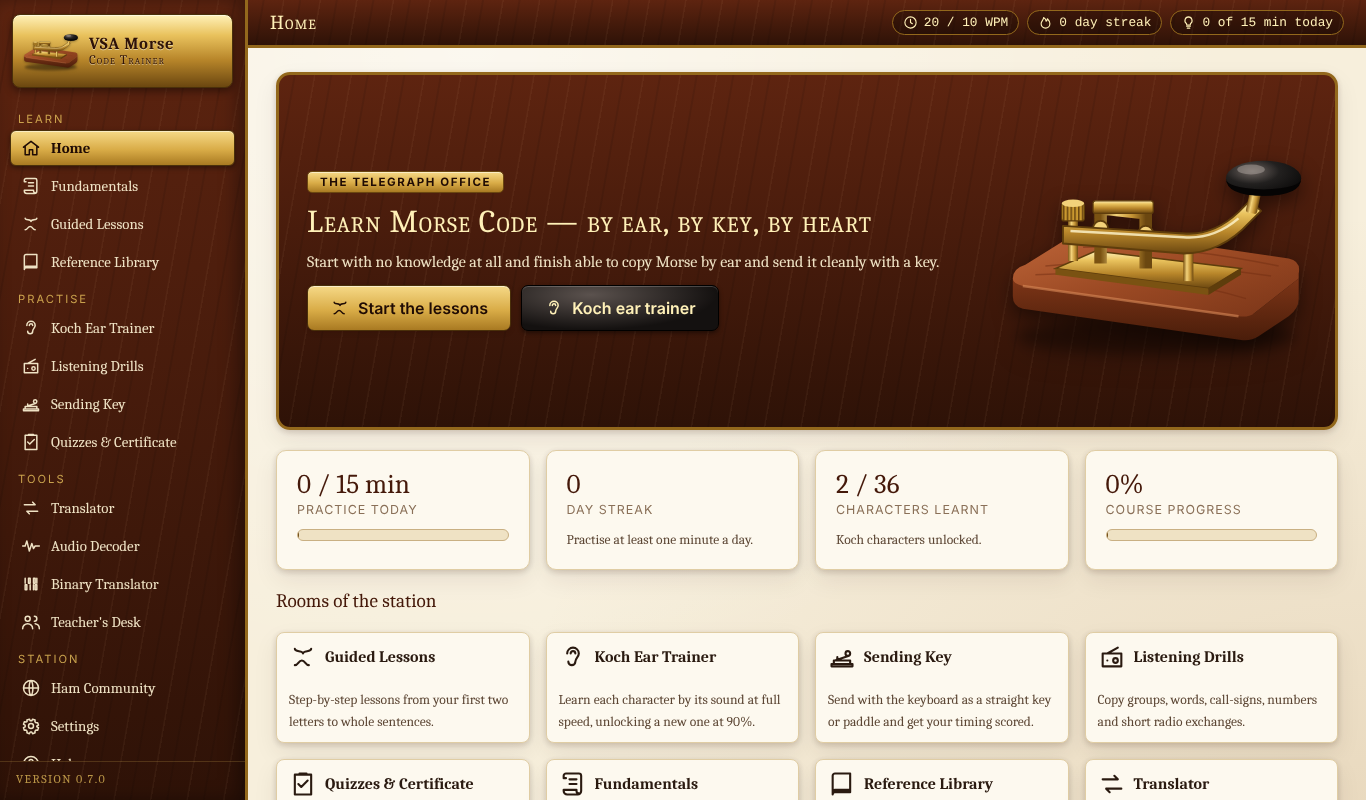 VSA Morse
Code Trainer
LEARN
Home
Fundamentals
Guided Lessons
Reference Library
PRACTISE
Koch Ear Trainer
Listening Drills
Sending Key
Quizzes & Certificate
TOOLS
Translator
Audio Decoder
Binary Translator
Teacher's Desk
STATION
Ham Community
Settings
VERSION 0.7.0
Home
20 / 10 WPM
0 day streak
0 of 15 min today
THE TELEGRAPH OFFICE
Learn Morse Code — by ear, by key, by heart
Start with no knowledge at all and finish able to copy Morse by ear and send it cleanly with a key.
Start the lessons
Koch ear trainer
0 / 15 min
PRACTICE TODAY
0
DAY STREAK
Practise at least one minute a day.
2 / 36
CHARACTERS LEARNT
Koch characters unlocked.
0%
COURSE PROGRESS
Rooms of the station
Guided Lessons
Step-by-step lessons from your first two
letters to whole sentences.
Koch Ear Trainer
Learn each character by its sound at full
speed, unlocking a new one at 90%.
Sending Key
Send with the keyboard as a straight key
or paddle and get your timing scored.
Listening Drills
Copy groups, words, call-signs, numbers
and short radio exchanges.
Quizzes & Certificate
Fundamentals
Reference Library
Translator